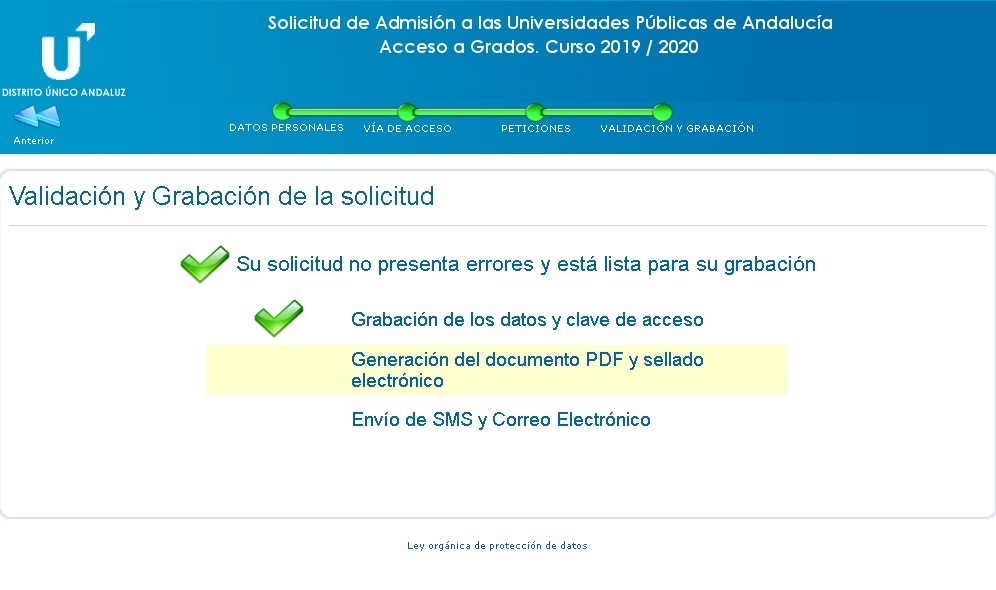 Solicitud de Admisión a las Universidades Públicas de Andalucía
Acceso a Grados. Curso 2019 / 2020
U
DISTRITO ÚNICO ANDALUZ
Anterior
DATOS PERSONALES
VÍA DE ACCESO
PETICIONES
VALIDACIÓN Y GRABACIÓN
Validación y Grabación de la solicitud
Su solicitud no presenta errores y está lista para su grabación
Grabación de los datos y clave de acceso
Generación del documento PDF y sellado
electrónico
Envío de SMS y Correo Electrónico
Ley orgánica de protección de datos